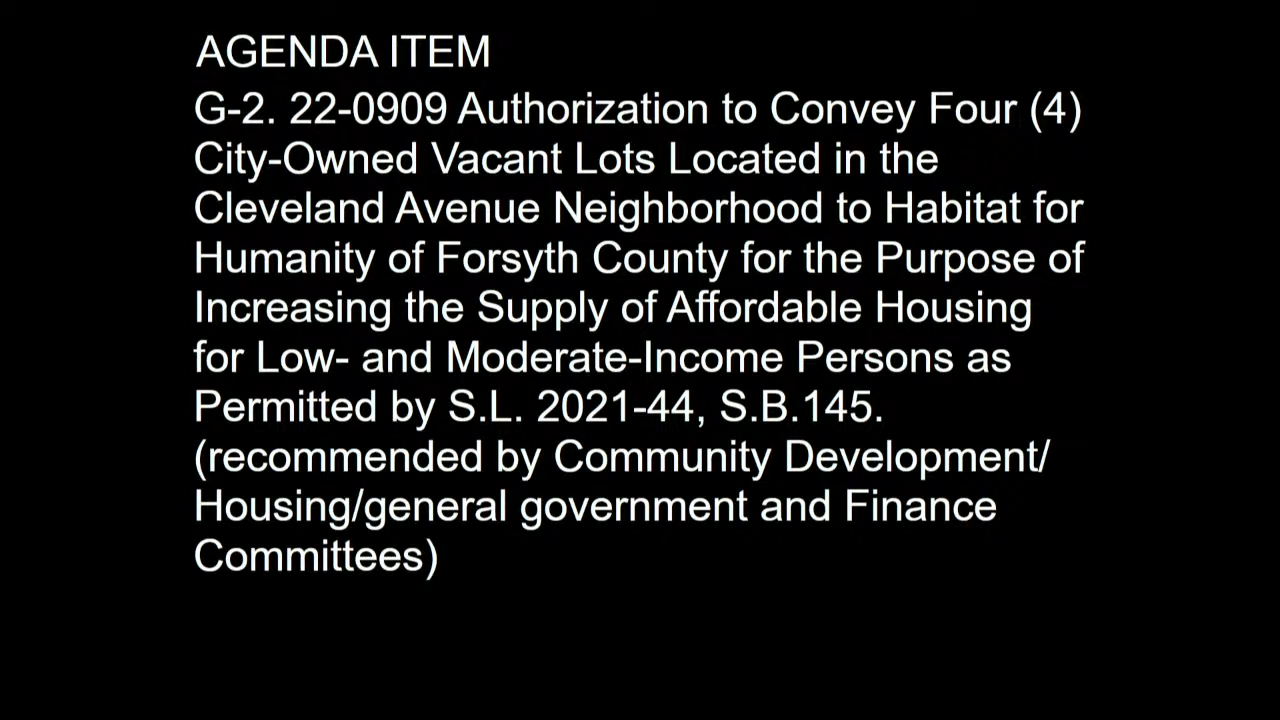 AGENDA ITEM
G-2. 22-0909 Authorization to Convey Four (4)
City-Owned Vacant Lots Located in the
Cleveland Avenue Neighborhood to Habitat for
Humanity of Forsyth County for the Purpose of
Increasing the Supply of Affordable Housing
for Low- and Moderate-Income Persons as
Permitted by S.L. 2021-44, S.B.145.
(recommended by Community Development/
Housing/general government and Finance
Committees)